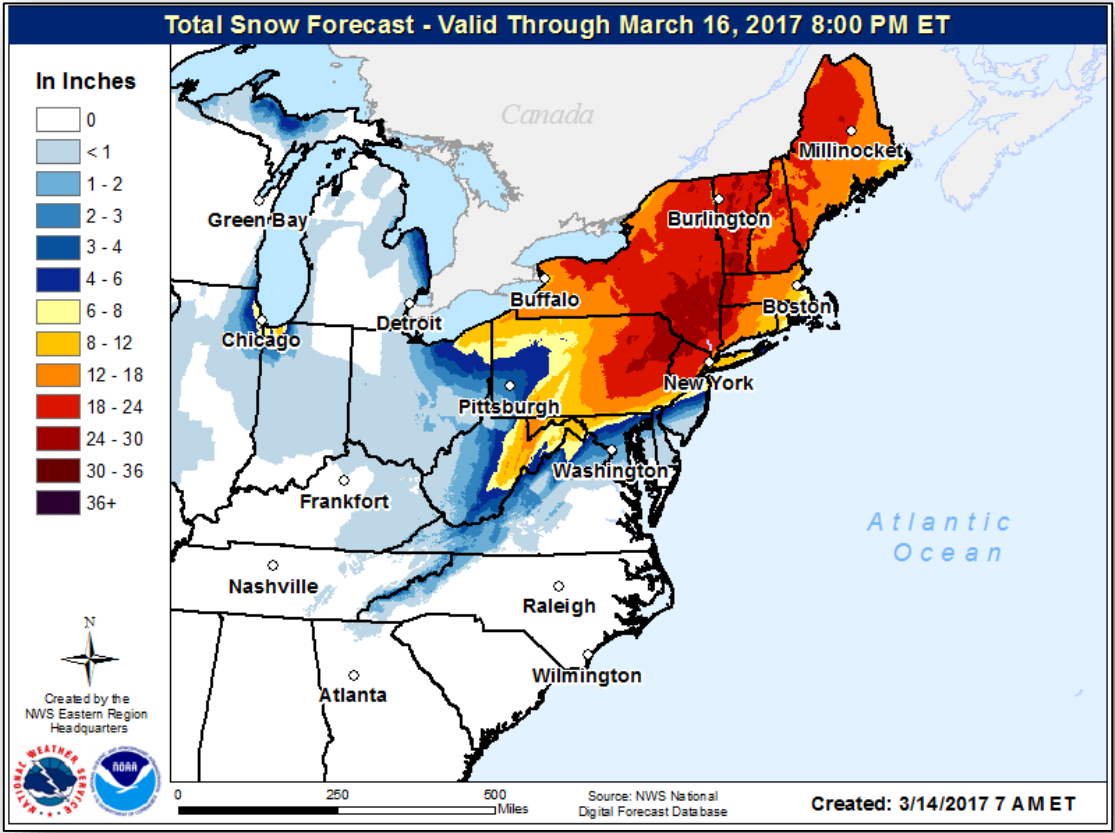 Total Snow Forecast - Valid Through March 16, 2017 8:00 PM ET
In Inches
0
< 1
1 - 2
2 - 3
3 - 4
4 - 6
6 - 8
8 - 12
12 - 18
18 - 24
24 - 30
30 - 36
36+
Canada
Millinocket
Burlington
Green Bay
Buffalo
Boston
Detroit
Chicago
New York
Pittsburgh
Washington
Frankfort
Atlantic
Ocean
Nashville
Raleigh
Wilmington
Atlanta
N
Created by the
NWS Eastern Region
Headquarters
NATIONAL WEATHER SERVICE
NOAA
0 250 500
Miles
Source: NWS National
Digital Forecast Database
Created: 3/14/2017 7 AM ET